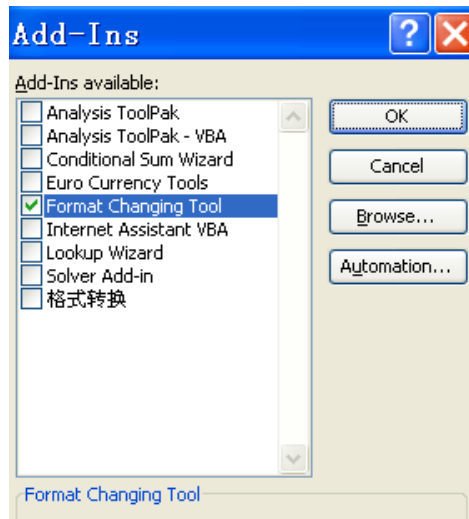 Add-Ins
Add-Ins available:
Analysis ToolPak
Analysis ToolPak - VBA
Conditional Sum Wizard
Euro Currency Tools
Format Changing Tool
Internet Assistant VBA
Lookup Wizard
Solver Add-in
格式转换
OK
Cancel
Browse...
Automation...
Format Changing Tool